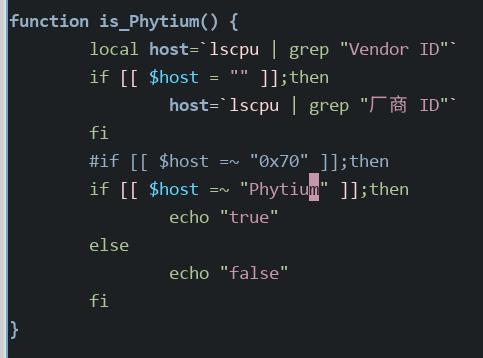 function is_Phytium() {
        local host=`lscpu | grep "Vendor ID"`
        if [[ $host = "" ]];then
                host=`lscpu | grep "厂商 ID"`
        fi
        #if [[ $host =~ "0x70" ]];then
        if [[ $host =~ "Phytium" ]];then
                echo "true"
        else
                echo "false"
        fi
}